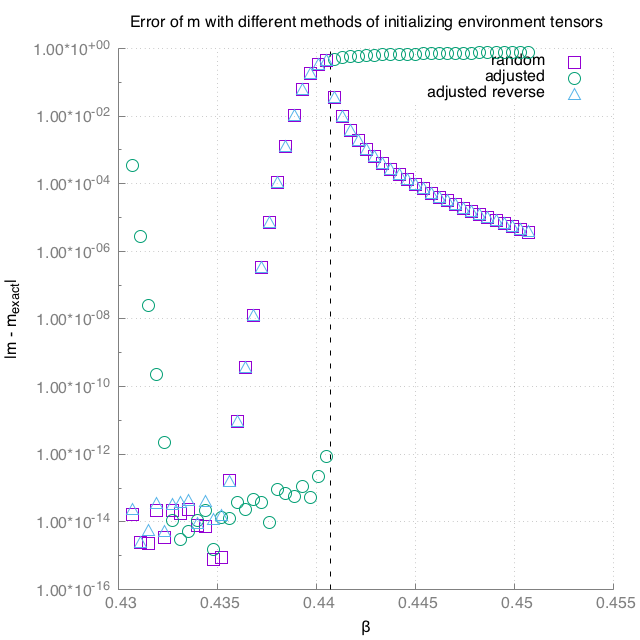 Error of m with different methods of initializing environment tensors
random
adjusted
adjusted reverse
1.00*10+00
1.00*10-02
1.00*10-04
1.00*10-06
1.00*10-08
1.00*10-10
1.00*10-12
1.00*10-14
1.00*10-16
|m - mexact|
0.43
0.435
0.44
0.445
0.45
0.455
β